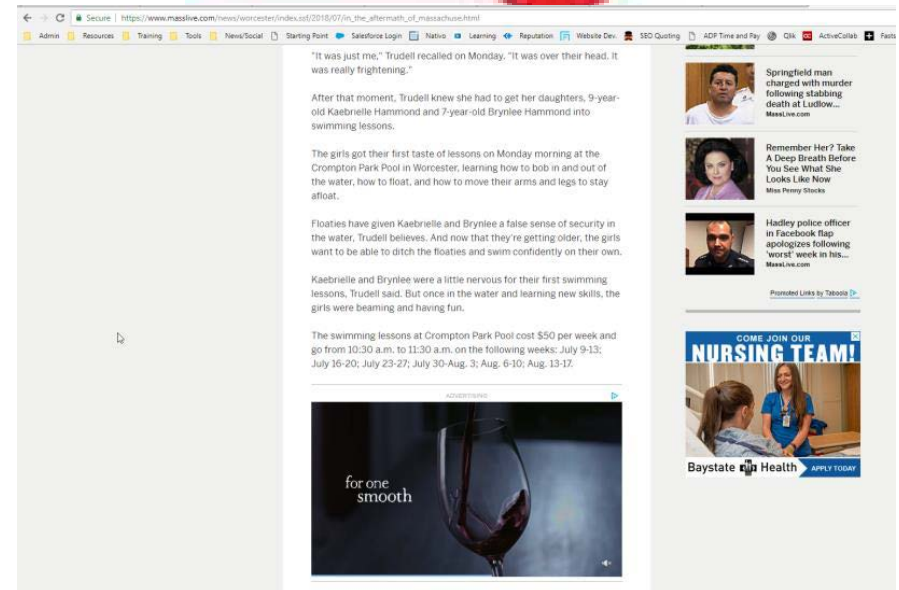 Secure | https://www.masslive.com/news/worcester/index.ssf/2018/07/in_the_aftermath_of_massachuse.html
Admin Resources Training Tools News/Social Starting Point Salesforce Login Nativo Learning Reputation Website Dev. SEO Quoting ADP Time and Pay Qlik ActiveCollab Fasts
"It was just me," Trudell recalled on Monday. "It was over their head. It
was really frightening."
After that moment, Trudell knew she had to get her daughters, 9-year-
old Kaebrielle Hammond and 7-year-old Brynlee Hammond into
swimming lessons.
The girls got their first taste of lessons on Monday morning at the
Crompton Park Pool in Worcester, learning how to bob in and out of
the water, how to float, and how to move their arms and legs to stay
afloat.
Floaties have given Kaebrielle and Brynlee a false sense of security in
the water, Trudell believes. And now that they're getting older, the girls
want to be able to ditch the floaties and swim confidently on their own.
Kaebrielle and Brynlee were a little nervous for their first swimming
lessons, Trudell said. But once in the water and learning new skills, the
girls were beaming and having fun.
The swimming lessons at Crompton Park Pool cost $50 per week and
go from 10:30 a.m. to 11:30 a.m. on the following weeks: July 9-13;
July 16-20; July 23-27; July 30-Aug. 3; Aug. 6-10; Aug. 13-17.
ADVERTISING
for one
smooth
Springfield man
charged with murder
following stabbing
death at Ludlow...
MassLive.com
Remember Her? Take
A Deep Breath Before
You See What She
Looks Like Now
Miss Penny Stocks
Hadley police officer
in Facebook flap
apologizes following
'worst' week in his...
MassLive.com
Promoted Links by Taboola
COME JOIN OUR
NURSING TEAM!
Baystate Health APPLY TODAY